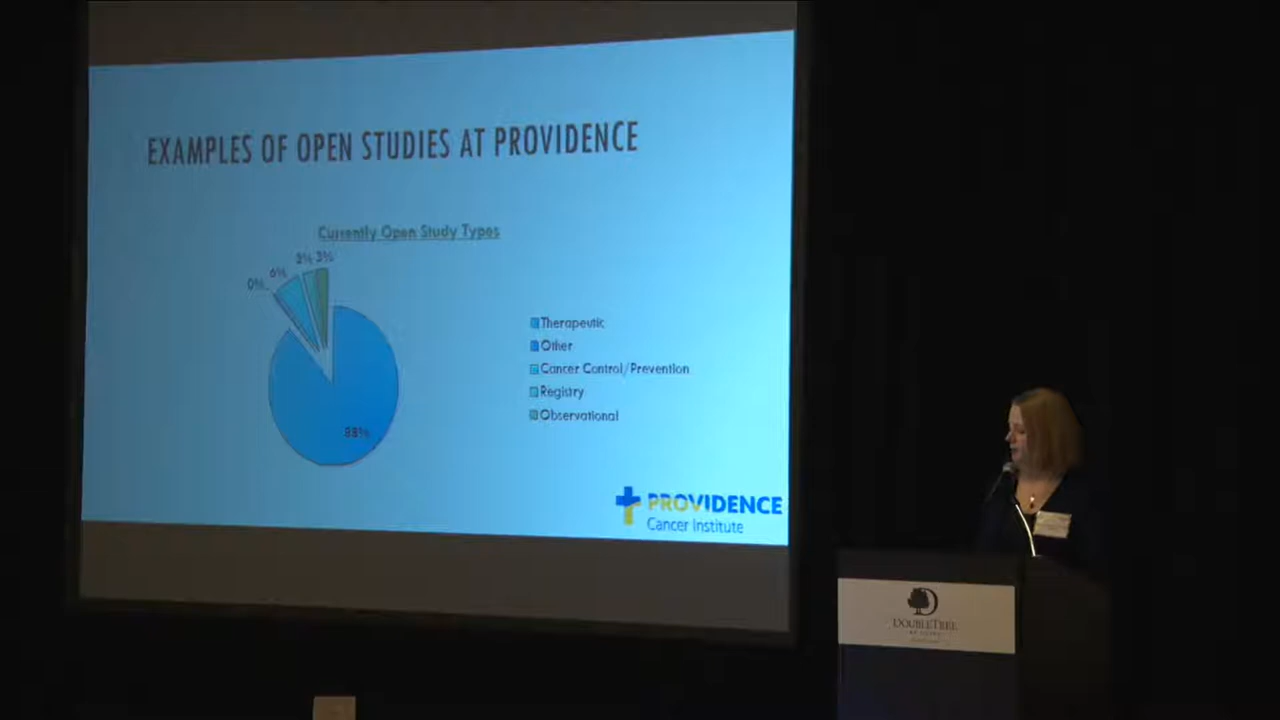 EXAMPLES OF OPEN STUDIES AT PROVIDENCE
Currently Open Study Types
0% 6% 3% 3%
88%
Therapeutic
Other
Cancer Control/Prevention
Registry
Observational
PROVIDENCE
Cancer Institute
DOUBLETREE